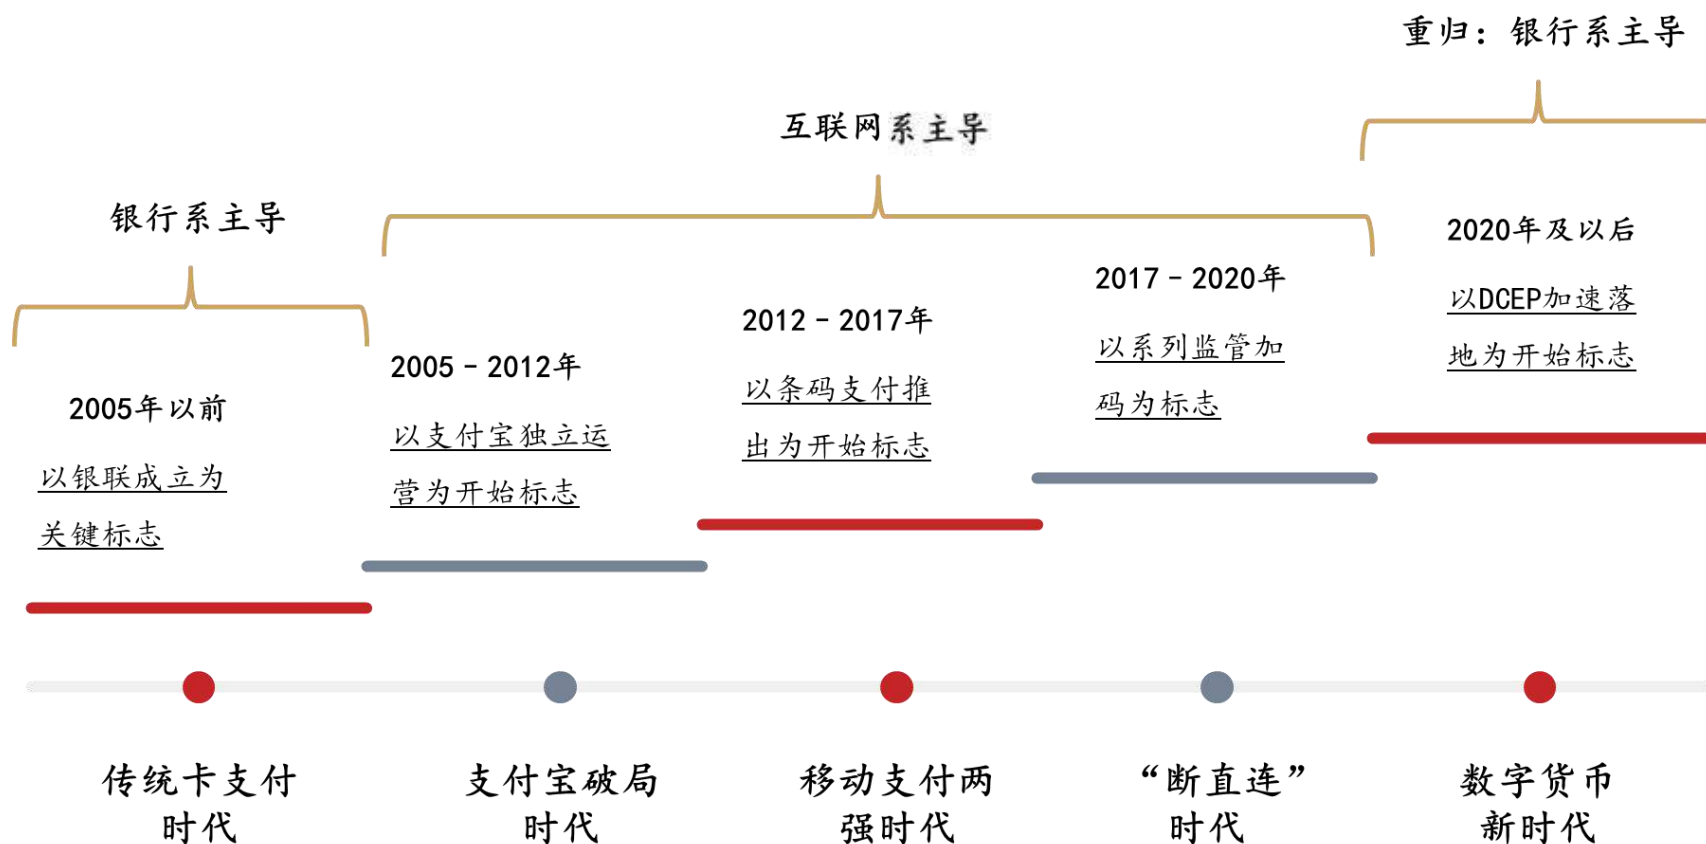 重归：银行系主导
互联网系主导
银行系主导
2005年以前
以银联成立为
关键标志
2005－2012年
以支付宝独立运
营为开始标志
2012－2017年
以条码支付推
出为开始标志
2017－2020年
以系列监管加
码为标志
2020年及以后
以DCEP加速落
地为开始标志
传统卡支付
时代
支付宝破局
时代
移动支付两
强时代
“断直连”
时代
数字货币
新时代